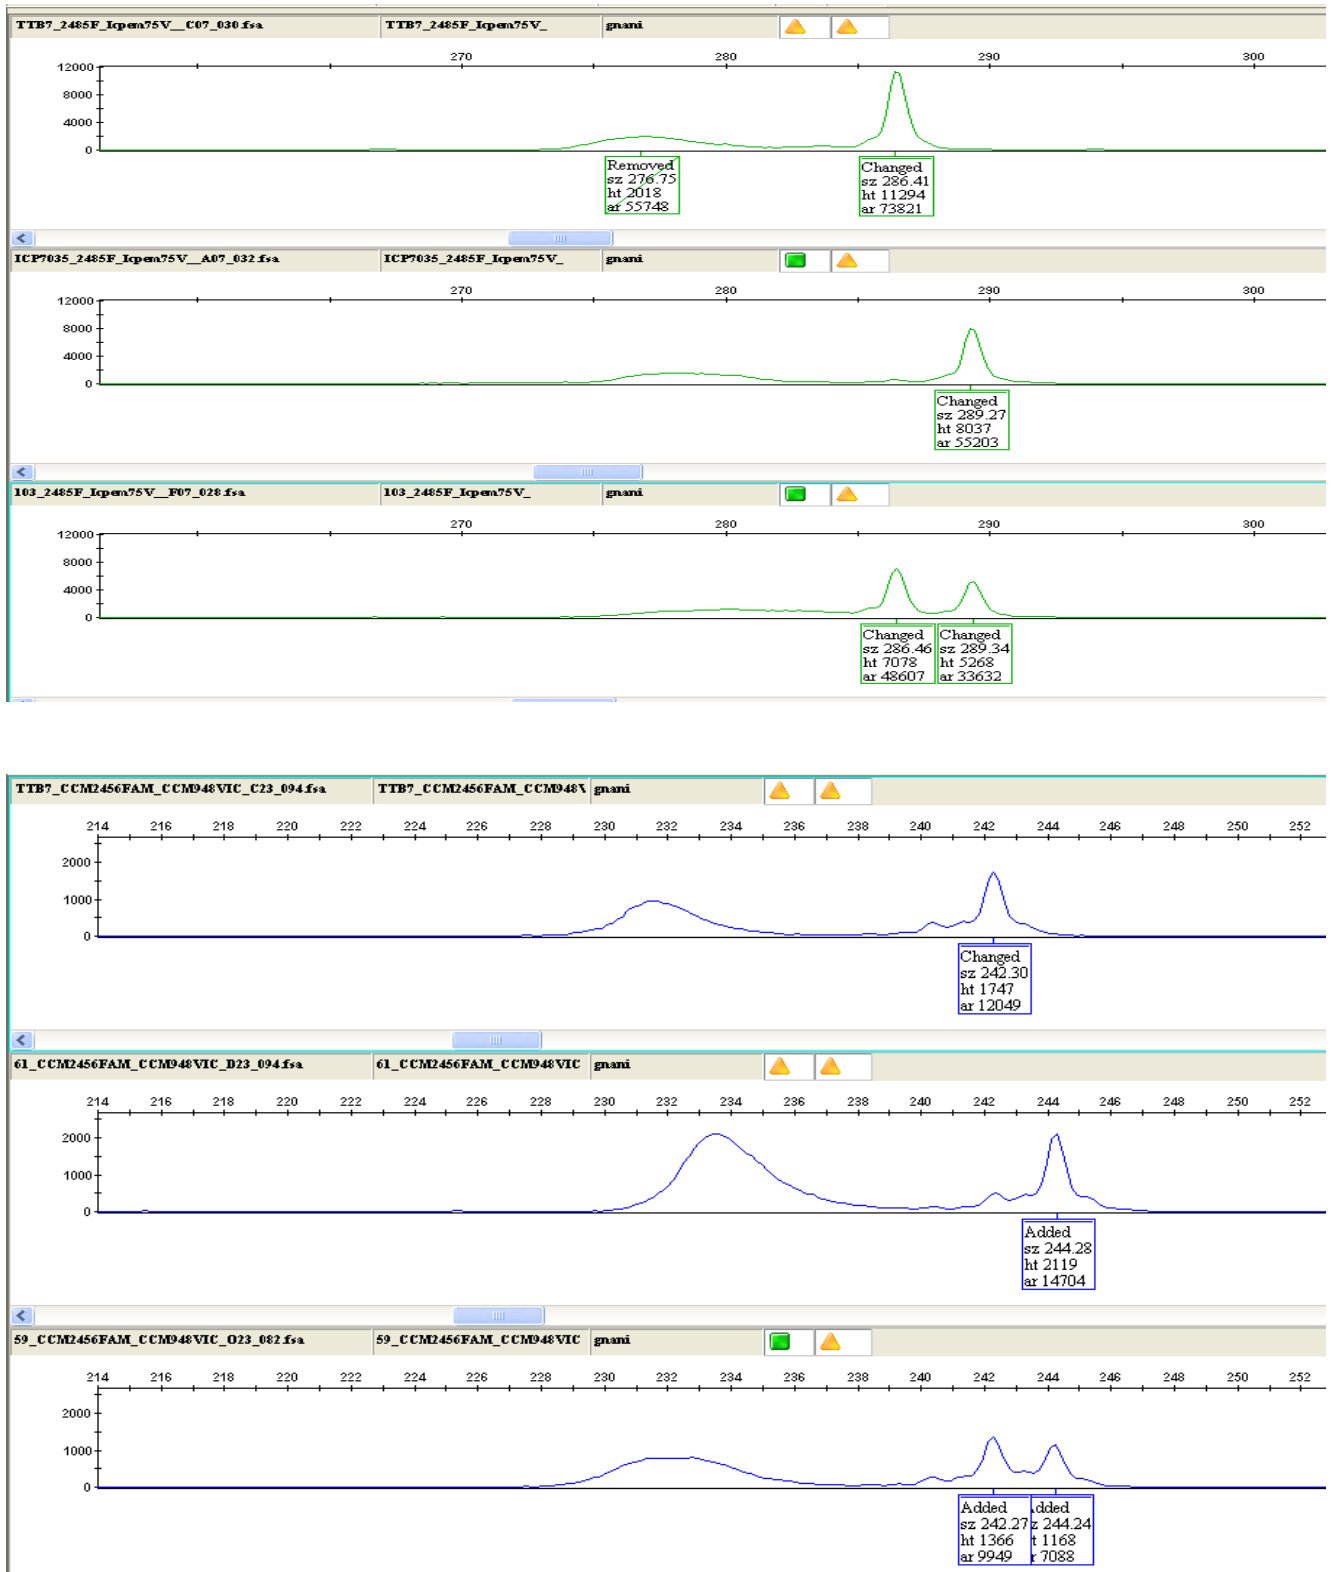 TTB7_2485F_Icpem75V__C07_030.fsa TTB7_2485F_Icpem75V_ gnani
270 280 290 300
12000
8000
4000
0
Removed
sz 276.75
ht 2018
ar 55748
Changed
sz 286.41
ht 11294
ar 73821
ICP7035_2485F_Icpem75V__A07_032.fsa ICP7035_2485F_Icpem75V_ gnani
270 280 290 300
12000
8000
4000
0
Changed
sz 289.27
ht 8037
ar 55203
103_2485F_Icpem75V__F07_028.fsa 103_2485F_Icpem75V_ gnani
270 280 290 300
12000
8000
4000
0
Changed
sz 286.46
ht 7078
ar 48607
Changed
sz 289.34
ht 5268
ar 33632
TTB7_CCM2456FAM_CCM948VIC_C23_094.fsa TTB7_CCM2456FAM_CCM948V gnani
214 216 218 220 222 224 226 228 230 232 234 236 238 240 242 244 246 248 250 252
2000
1000
0
Changed
sz 242.30
ht 1747
ar 12049
61_CCM2456FAM_CCM948VIC_D23_094.fsa 61_CCM2456FAM_CCM948VIC gnani
214 216 218 220 222 224 226 228 230 232 234 236 238 240 242 244 246 248 250 252
2000
1000
0
Added
sz 244.28
ht 2119
ar 14704
59_CCM2456FAM_CCM948VIC_O23_082.fsa 59_CCM2456FAM_CCM948VIC gnani
214 216 218 220 222 224 226 228 230 232 234 236 238 240 242 244 246 248 250 252
2000
1000
0
Added
sz 242.27
ht 1366
ar 9949
dded
z 244.24
t 1168
r 7088